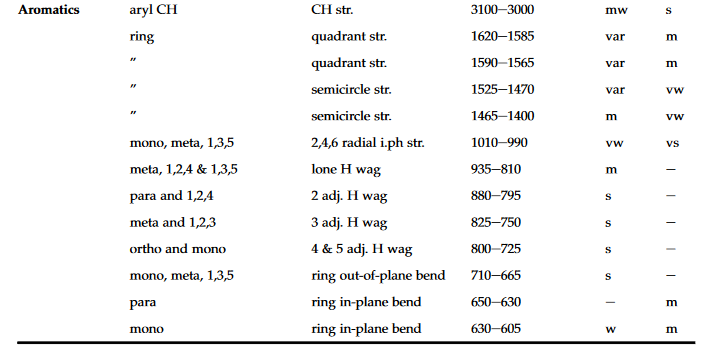 Aromatics aryl CH CH str. 3100—3000 mw s
ring quadrant str. 1620—1585 var m
" quadrant str. 1590—1565 var m
" semicircle str. 1525—1470 var vw
" semicircle str. 1465—1400 m vw
mono, meta, 1,3,5 2,4,6 radial i.ph str. 1010—990 vw vs
meta, 1,2,4 & 1,3,5 lone H wag 935—810 m —
para and 1,2,4 2 adj. H wag 880—795 s —
meta and 1,2,3 3 adj. H wag 825—750 s —
ortho and mono 4 & 5 adj. H wag 800—725 s —
mono, meta, 1,3,5 ring out-of-plane bend 710—665 s —
para ring in-plane bend 650—630 — m
mono ring in-plane bend 630—605 w m